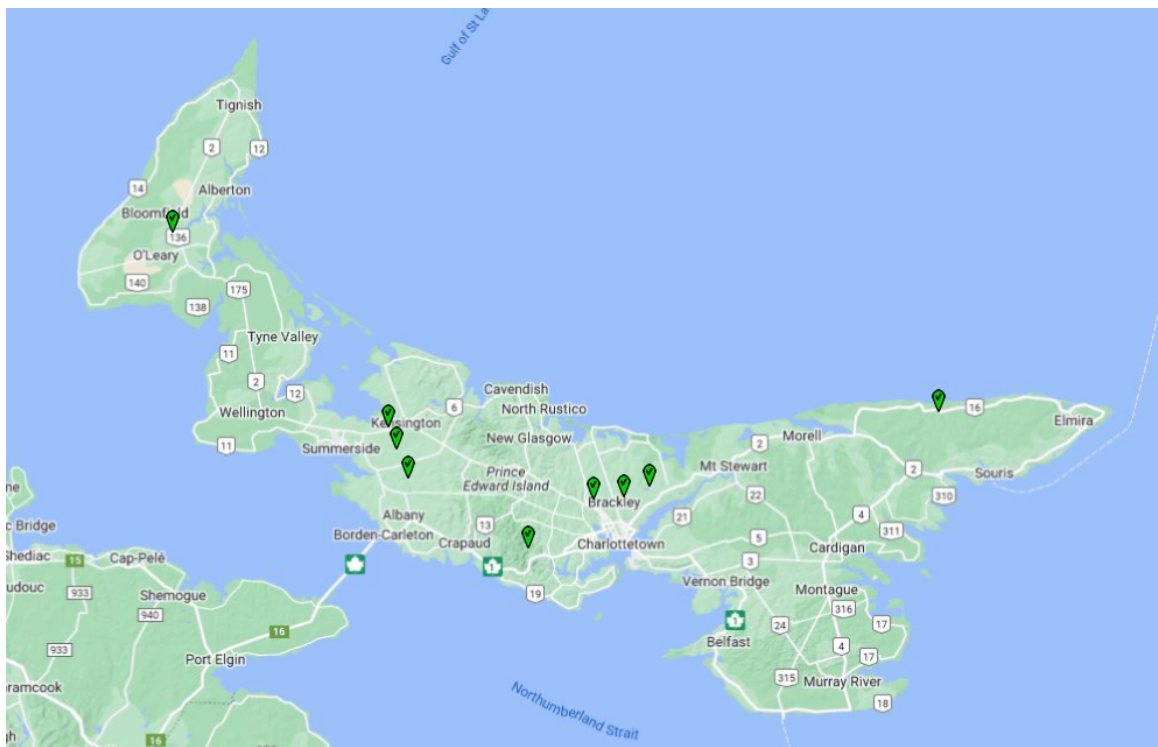 Gulf of St La
Tignish
2
12
14
Alberton
Bloomfield
136
O'Leary
140
175
138
Tyne Valley
11
2
12
Cavendish
6
North Rustico
Wellington
Kensington
16
Elmira
11
Summerside
New Glasgow
2
Morell
Prince
Edward Island
Mt Stewart
2
Souris
ne
Brackley
22
310
Albany
13
21
4
311
c Bridge
Borden-Carleton
Crapaud
Charlottetown
5
Cardigan
Shediac
15
Cap-Pelé
1
3
udouc
933
Shemogue
19
Vernon Bridge
Montague
940
316
16
1
24
17
933
Belfast
4
Port Elgin
17
315
Murray River
ramcook
18
Northumberland Strait
gh
16